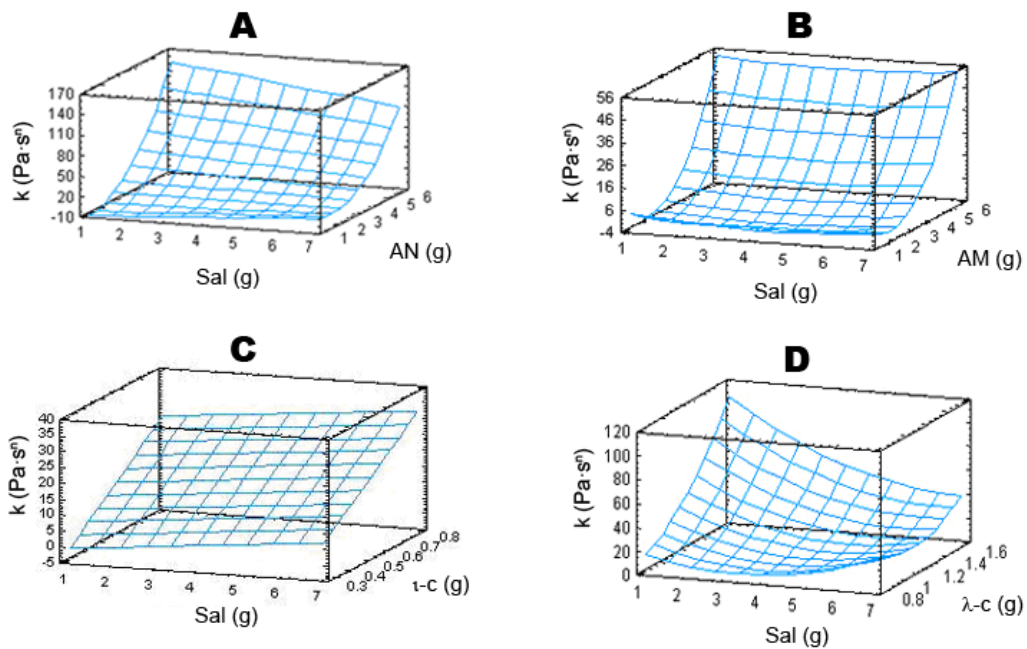 A
170
140
110
80
50
20
-10
k (Pa·sⁿ)
1 2 3 4 5 6 7
Sal (g)
1 2 3 4 5 6
AN (g)
B
56
46
36
26
16
6
-4
k (Pa·sⁿ)
1 2 3 4 5 6 7
Sal (g)
1 2 3 4 5 6
AM (g)
C
40
35
30
25
20
15
10
5
0
-5
k (Pa·sⁿ)
1 2 3 4 5 6 7
Sal (g)
0.3 0.4 0.5 0.6 0.7 0.8
ι-c (g)
D
120
100
80
60
40
20
0
k (Pa·sⁿ)
1 2 3 4 5 6 7
Sal (g)
0.8 1 1.2 1.4 1.6
λ-c (g)